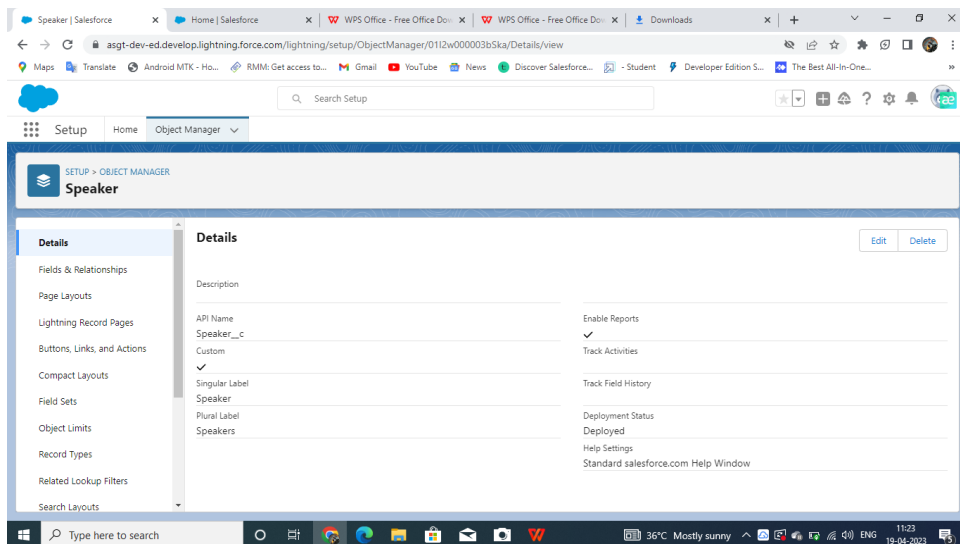 Speaker | Salesforce
Home | Salesforce
WPS Office - Free Office Dow
WPS Office - Free Office Dow
Downloads
asgt-dev-ed.develop.lightning.force.com/lightning/setup/ObjectManager/01I2w000003bSka/Details/view
Maps Translate Android MTK - Ho... RMM: Get access to... Gmail YouTube News Discover Salesforce... - Student Developer Edition S... The Best All-In-One... »
Search Setup
Setup Home Object Manager
SETUP > OBJECT MANAGER
Speaker
Details
Fields & Relationships
Page Layouts
Lightning Record Pages
Buttons, Links, and Actions
Compact Layouts
Field Sets
Object Limits
Record Types
Related Lookup Filters
Search Layouts
Details
Edit Delete
Description
API Name
Speaker__c
Custom
Singular Label
Speaker
Plural Label
Speakers
Enable Reports
Track Activities
Track Field History
Deployment Status
Deployed
Help Settings
Standard salesforce.com Help Window
Type here to search
36°C Mostly sunny
ENG
11:23
19-04-2023